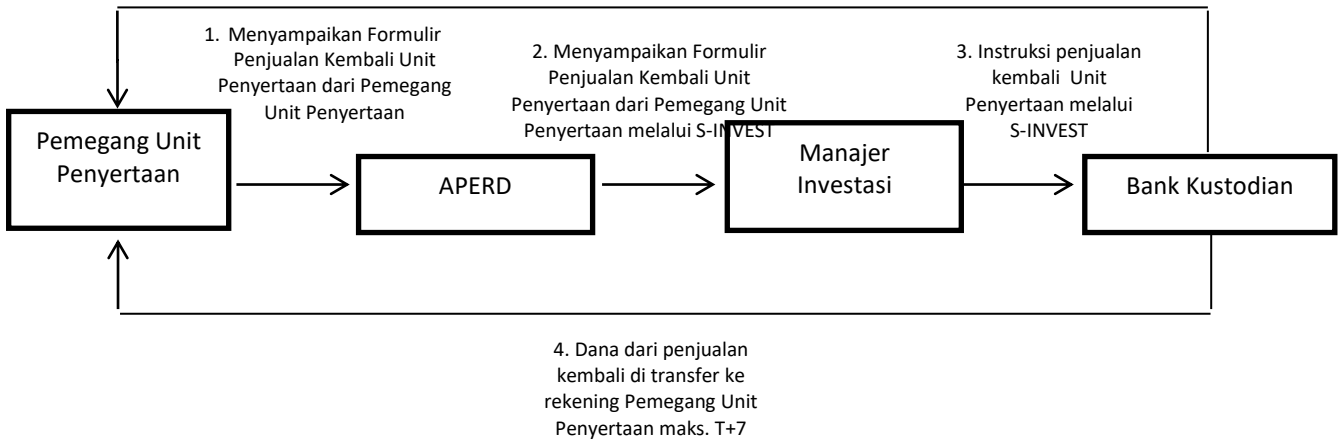 1. Menyampaikan Formulir
Penjualan Kembali Unit
Penyertaan dari Pemegang
Unit Penyertaan
2. Menyampaikan Formulir
Penjualan Kembali Unit
Penyertaan dari Pemegang Unit
Penyertaan melalui S-INVEST
3. Instruksi penjualan
kembali Unit
Penyertaan melalui
S-INVEST
Pemegang Unit
Penyertaan
APERD
Manajer
Investasi
Bank Kustodian
4. Dana dari penjualan
kembali di transfer ke
rekening Pemegang Unit
Penyertaan maks. T+7